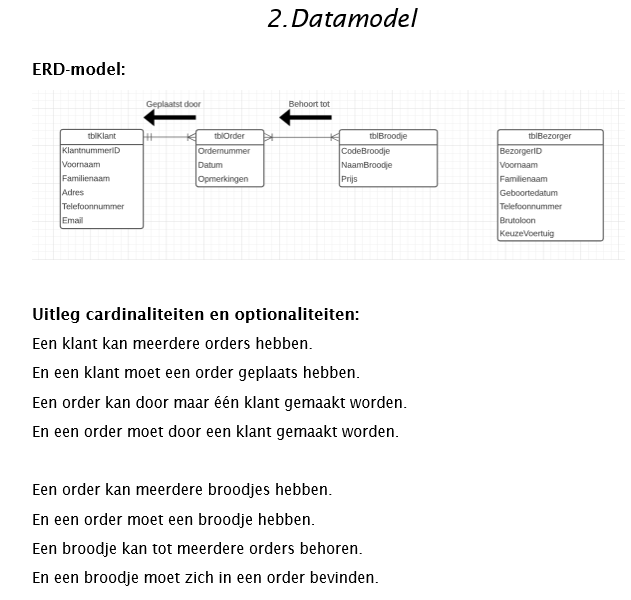 2.Datamodel
ERD-model:
Geplaatst door
Behoort tot
tblKlant
KlantnummerID
Voornaam
Familienaam
Adres
Telefoonnummer
Email
tblOrder
Ordernummer
Datum
Opmerkingen
tblBroodje
CodeBroodje
NaamBroodje
Prijs
tblBezorger
BezorgerID
Voornaam
Familienaam
Geboortedatum
Telefoonnummer
Brutoloon
KeuzeVoertuig
Uitleg cardinaliteiten en optionaliteiten:
Een klant kan meerdere orders hebben.
En een klant moet een order geplaats hebben.
Een order kan door maar één klant gemaakt worden.
En een order moet door een klant gemaakt worden.
Een order kan meerdere broodjes hebben.
En een order moet een broodje hebben.
Een broodje kan tot meerdere orders behoren.
En een broodje moet zich in een order bevinden.